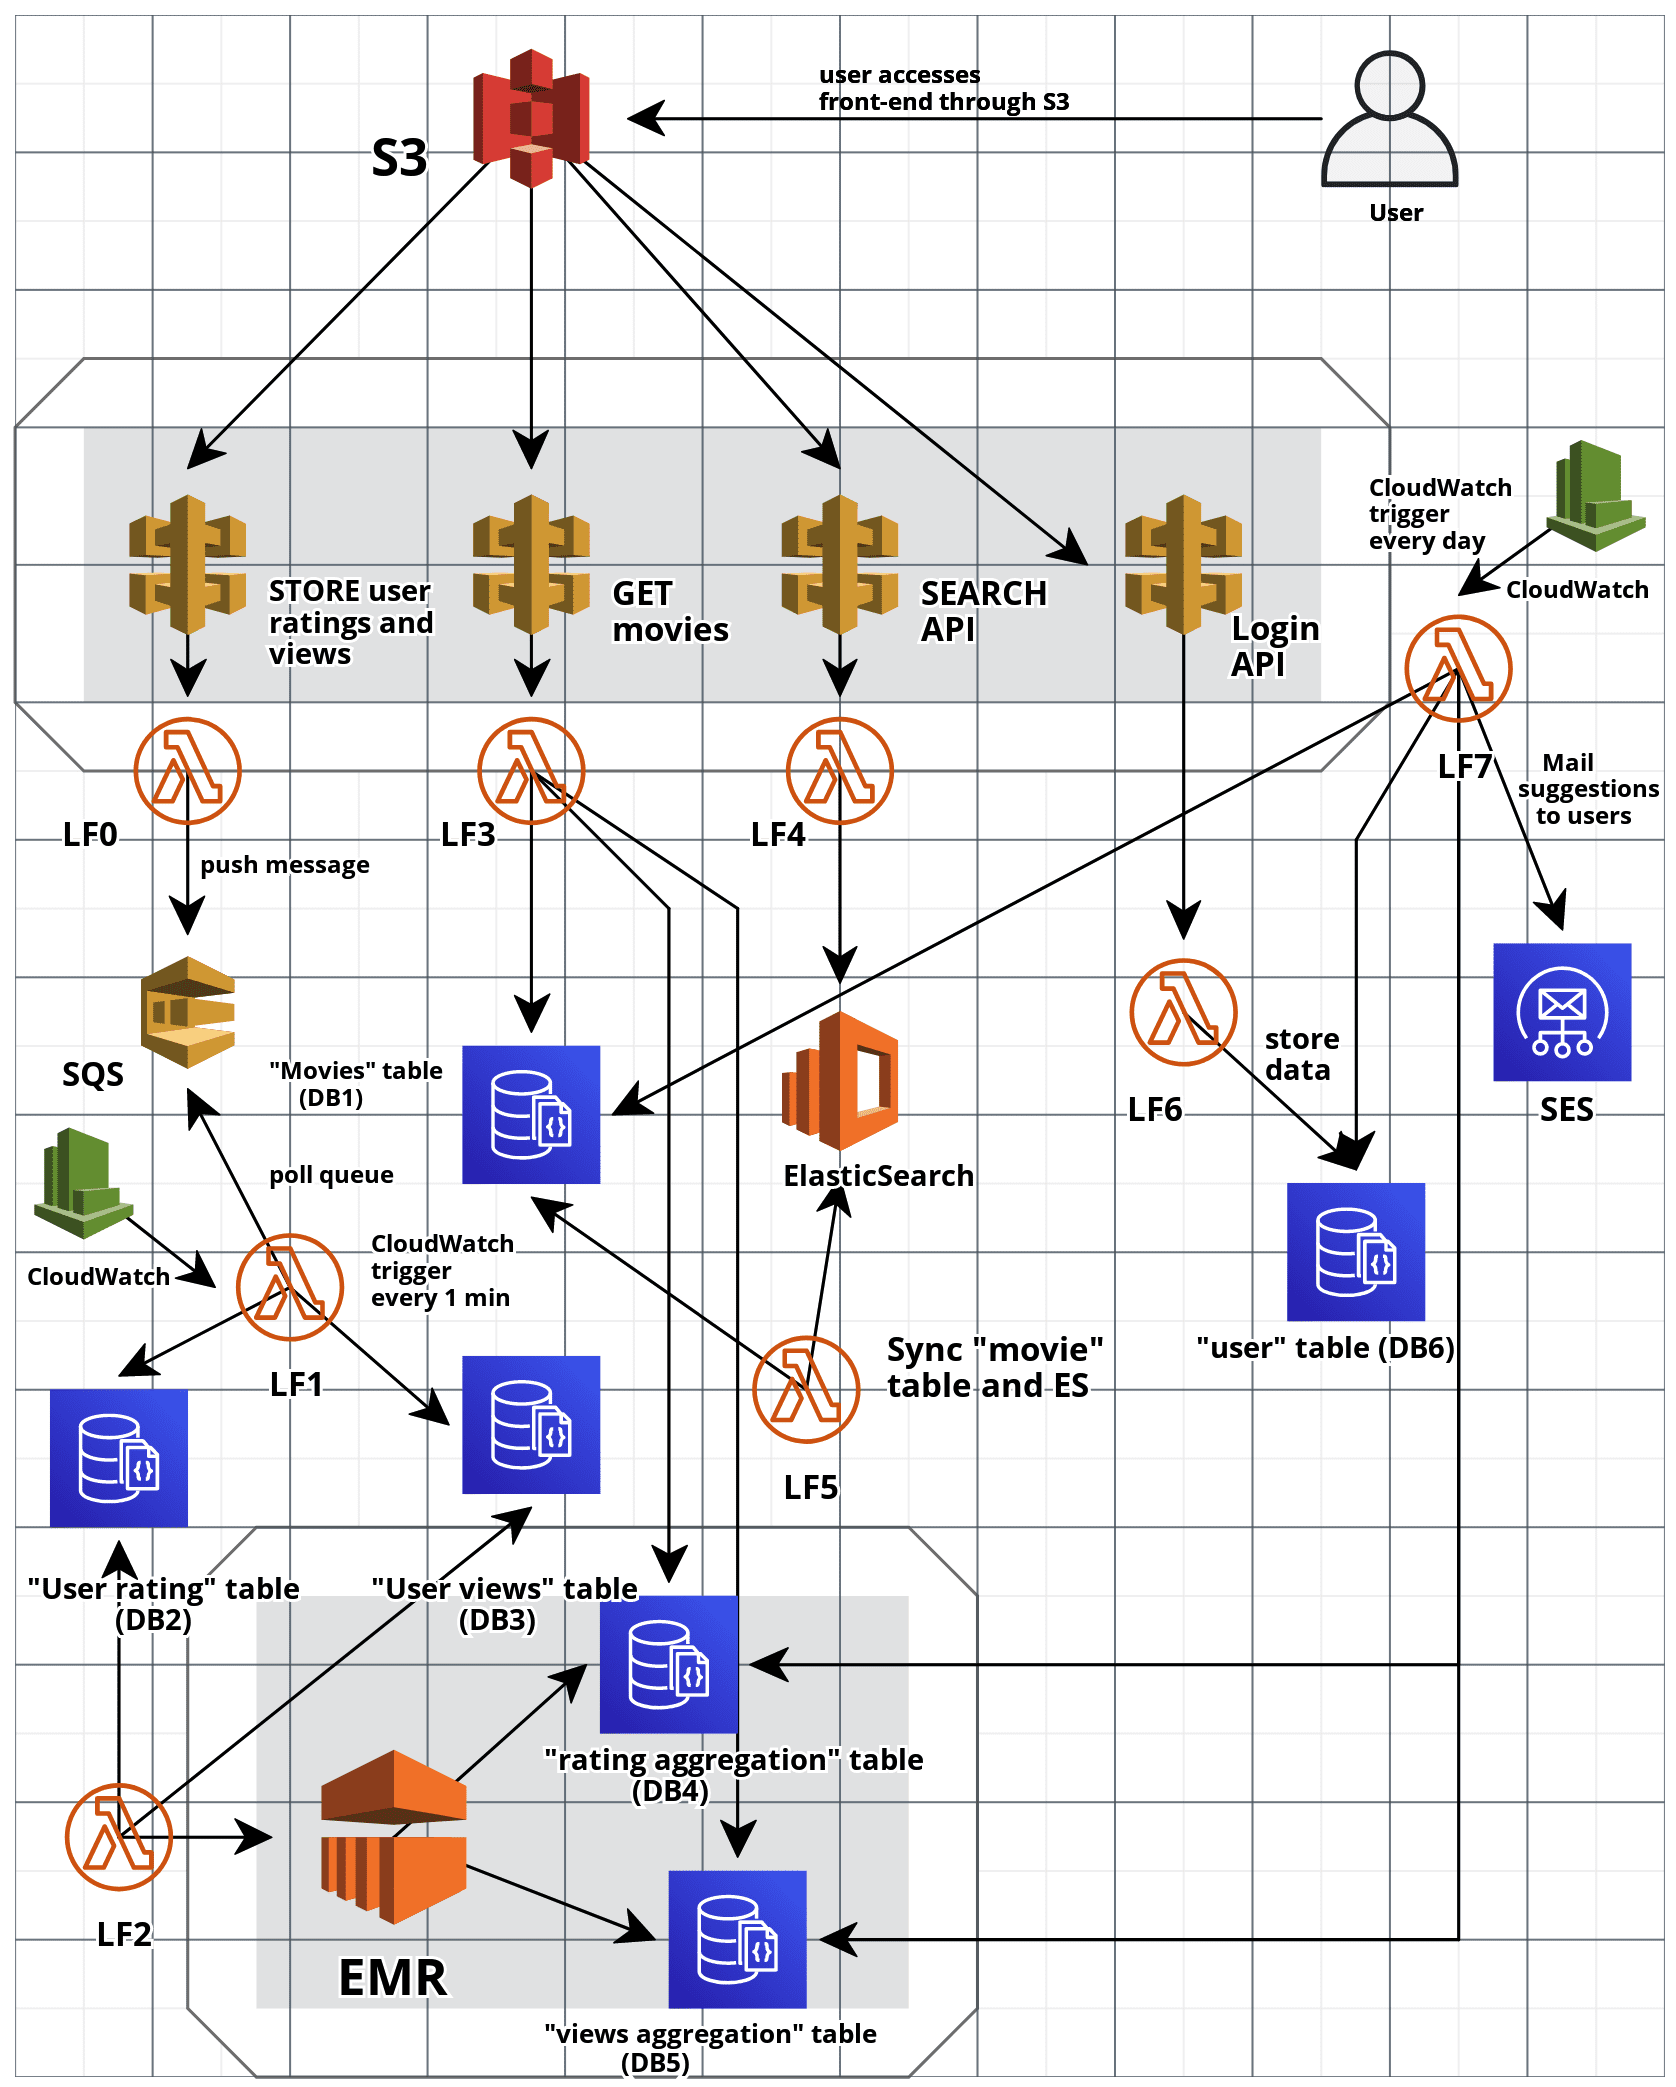 user accesses
front-end through S3
S3
User
CloudWatch
trigger
every day
CloudWatch
STORE user
ratings and
views
GET
movies
SEARCH
API
Login
API
LF7
Mail
suggestions
to users
LF0
LF3
LF4
push message
SQS
"Movies" table
(DB1)
store
data
LF6
SES
poll queue
ElasticSearch
CloudWatch
CloudWatch
trigger
every 1 min
LF1
Sync "movie"
table and ES
"user" table (DB6)
LF5
"User rating" table
(DB2)
"User views" table
(DB3)
"rating aggregation" table
(DB4)
LF2
EMR
"views aggregation" table
(DB5)